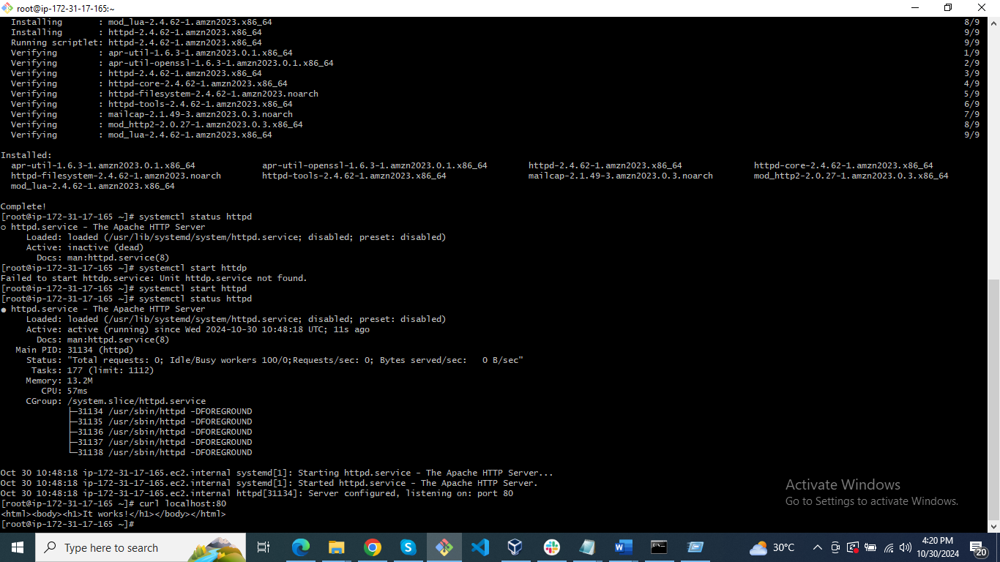 root@ip-172-31-17-165:~
Installing : mod_lua-2.4.62-1.amzn2023.x86_64 8/9
Installing : httpd-2.4.62-1.amzn2023.x86_64 9/9
Running scriptlet: httpd-2.4.62-1.amzn2023.x86_64 9/9
Verifying : apr-util-1.6.3-1.amzn2023.0.1.x86_64 1/9
Verifying : apr-util-openssl-1.6.3-1.amzn2023.0.1.x86_64 2/9
Verifying : httpd-2.4.62-1.amzn2023.x86_64 3/9
Verifying : httpd-core-2.4.62-1.amzn2023.x86_64 4/9
Verifying : httpd-filesystem-2.4.62-1.amzn2023.noarch 5/9
Verifying : httpd-tools-2.4.62-1.amzn2023.x86_64 6/9
Verifying : mailcap-2.1.49-3.amzn2023.0.3.noarch 7/9
Verifying : mod_http2-2.0.27-1.amzn2023.0.3.x86_64 8/9
Verifying : mod_lua-2.4.62-1.amzn2023.x86_64 9/9
Installed:
apr-util-1.6.3-1.amzn2023.0.1.x86_64 apr-util-openssl-1.6.3-1.amzn2023.0.1.x86_64 httpd-2.4.62-1.amzn2023.x86_64 httpd-core-2.4.62-1.amzn2023.x86_64
httpd-filesystem-2.4.62-1.amzn2023.noarch httpd-tools-2.4.62-1.amzn2023.x86_64 mailcap-2.1.49-3.amzn2023.0.3.noarch mod_http2-2.0.27-1.amzn2023.0.3.x86_64
mod_lua-2.4.62-1.amzn2023.x86_64
Complete!
[root@ip-172-31-17-165 ~]# systemctl status httpd
○ httpd.service - The Apache HTTP Server
Loaded: loaded (/usr/lib/systemd/system/httpd.service; disabled; preset: disabled)
Active: inactive (dead)
Docs: man:httpd.service(8)
[root@ip-172-31-17-165 ~]# systemctl start httdp
Failed to start httdp.service: Unit httdp.service not found.
[root@ip-172-31-17-165 ~]# systemctl start httpd
[root@ip-172-31-17-165 ~]# systemctl status httpd
● httpd.service - The Apache HTTP Server
Loaded: loaded (/usr/lib/systemd/system/httpd.service; disabled; preset: disabled)
Active: active (running) since Wed 2024-10-30 10:48:18 UTC; 11s ago
Docs: man:httpd.service(8)
Main PID: 31134 (httpd)
Status: "Total requests: 0; Idle/Busy workers 100/0;Requests/sec: 0; Bytes served/sec: 0 B/sec"
Tasks: 177 (limit: 1112)
Memory: 13.2M
CPU: 57ms
CGroup: /system.slice/httpd.service
├─31134 /usr/sbin/httpd -DFOREGROUND
├─31135 /usr/sbin/httpd -DFOREGROUND
├─31136 /usr/sbin/httpd -DFOREGROUND
├─31137 /usr/sbin/httpd -DFOREGROUND
└─31138 /usr/sbin/httpd -DFOREGROUND
Oct 30 10:48:18 ip-172-31-17-165.ec2.internal systemd[1]: Starting httpd.service - The Apache HTTP Server...
Oct 30 10:48:18 ip-172-31-17-165.ec2.internal systemd[1]: Started httpd.service - The Apache HTTP Server.
Oct 30 10:48:18 ip-172-31-17-165.ec2.internal httpd[31134]: Server configured, listening on: port 80
[root@ip-172-31-17-165 ~]# curl localhost:80
<html><body><h1>It works!</h1></body></html>
[root@ip-172-31-17-165 ~]#
Activate Windows
Go to Settings to activate Windows.
Type here to search
30°C
4:20 PM
10/30/2024
20